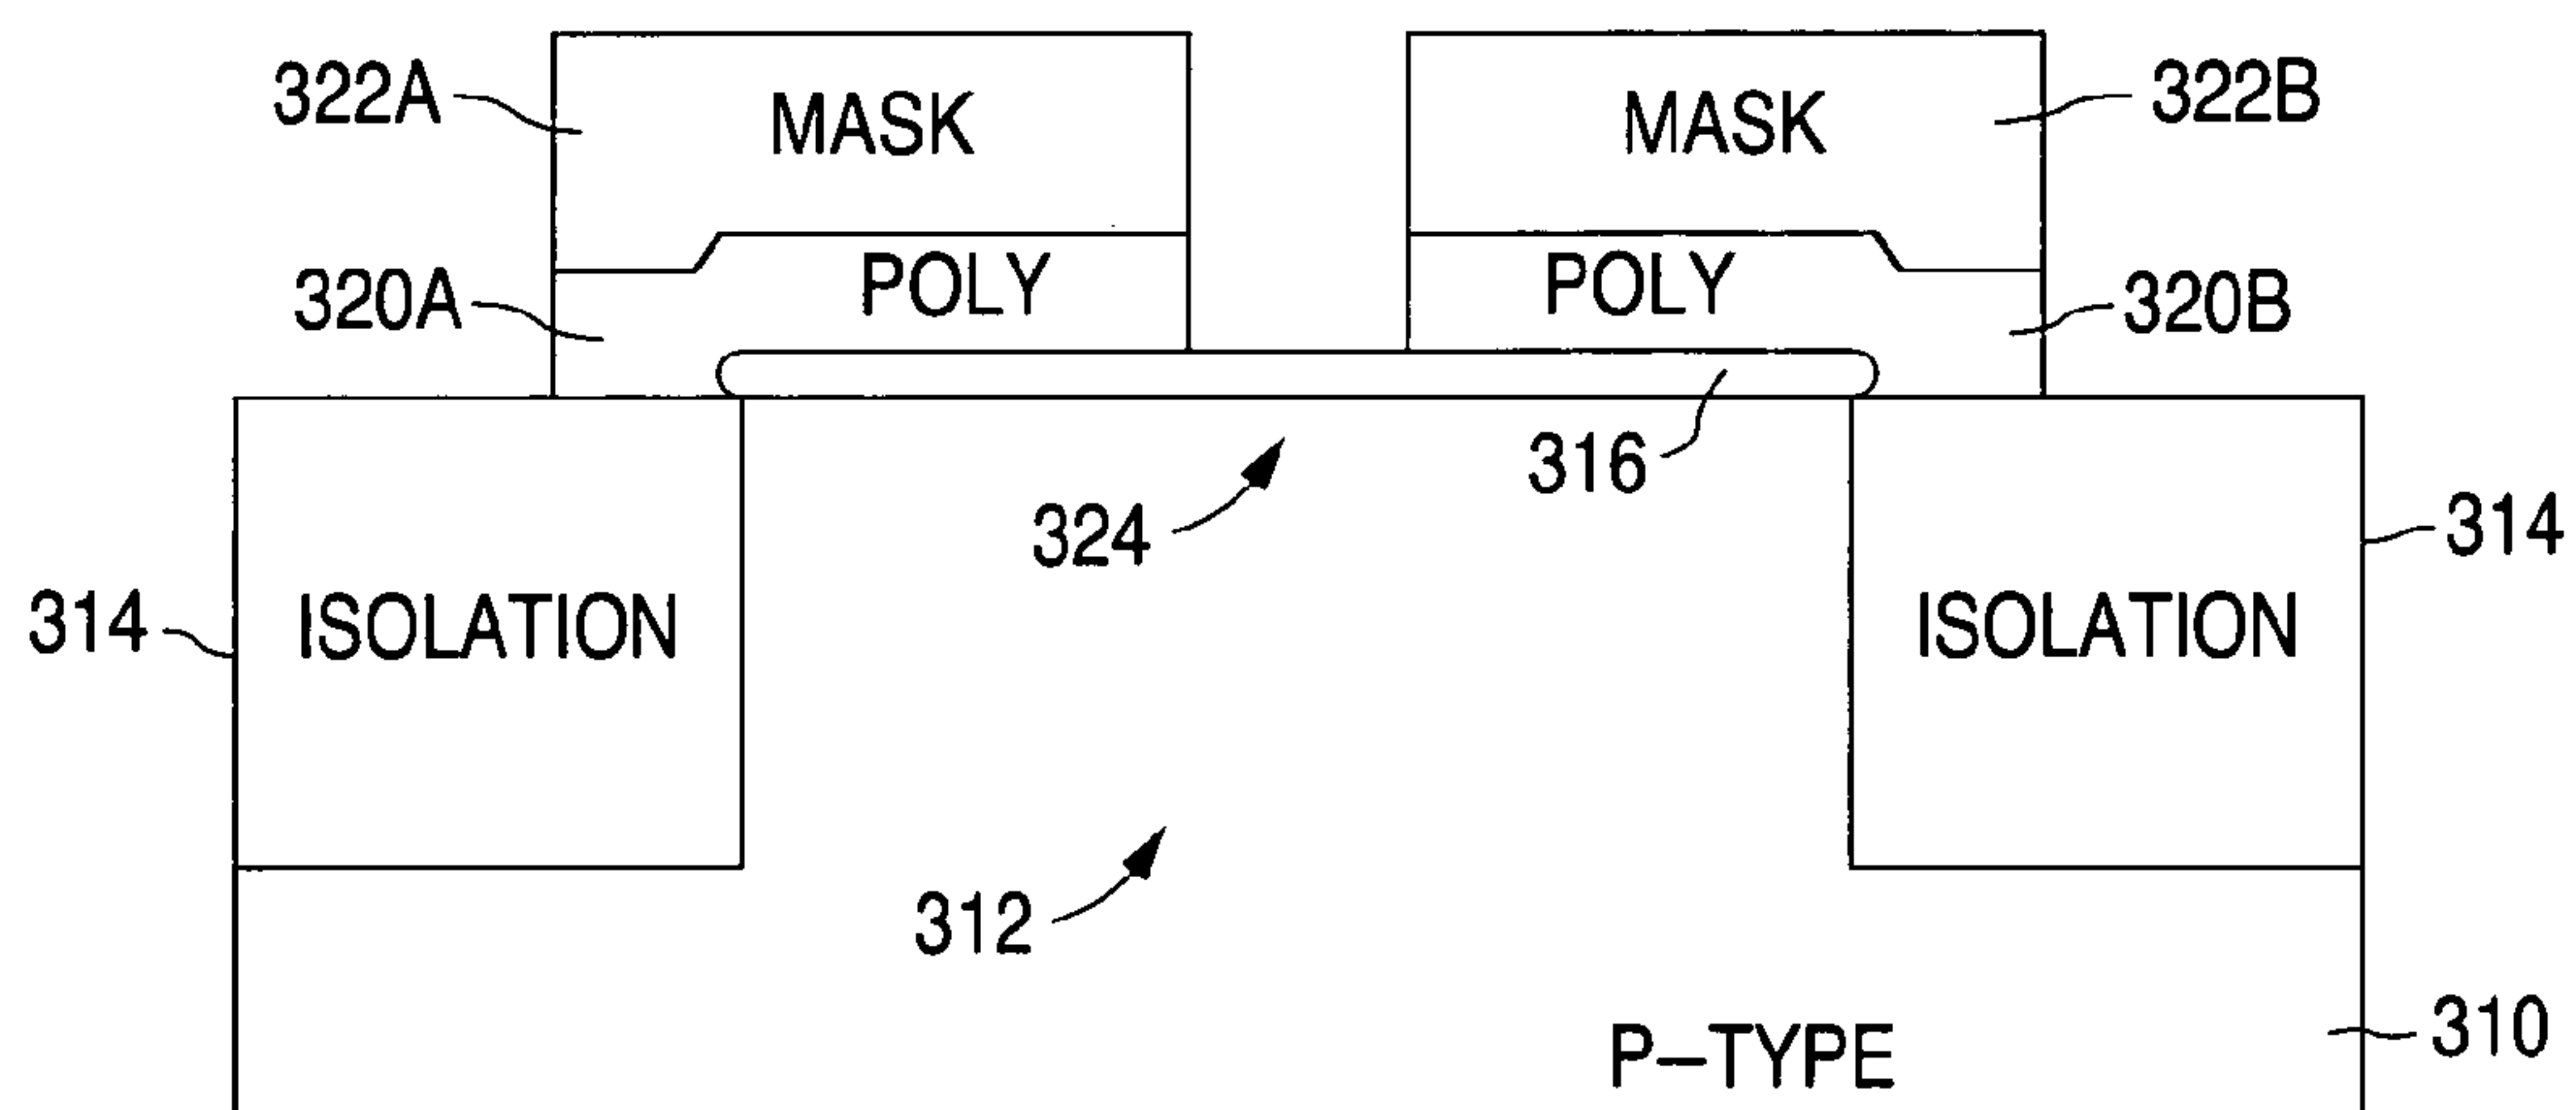 322A
MASK
MASK
322B
320A
POLY
POLY
320B
316
324
314
ISOLATION
ISOLATION
314
312
P–TYPE
310